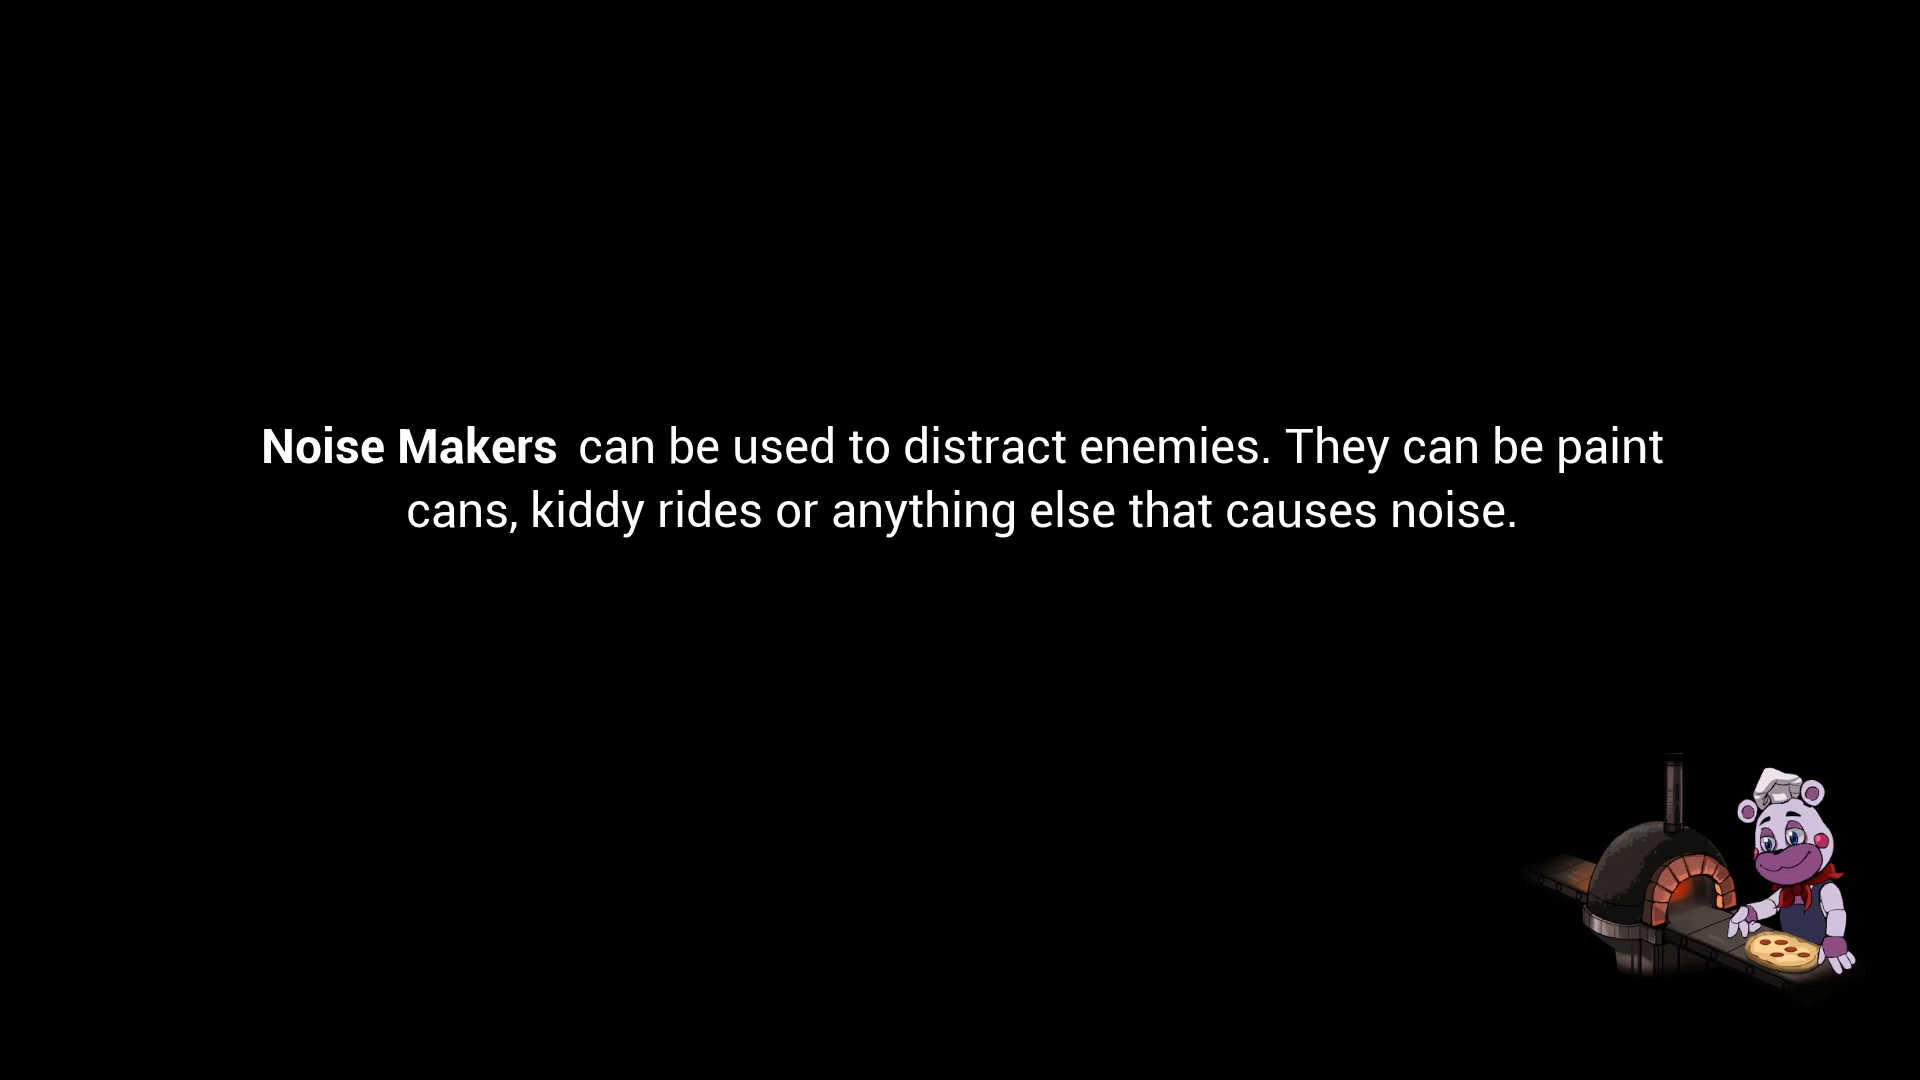 Noise Makers can be used to distract enemies. They can be paint
cans, kiddy rides or anything else that causes noise.